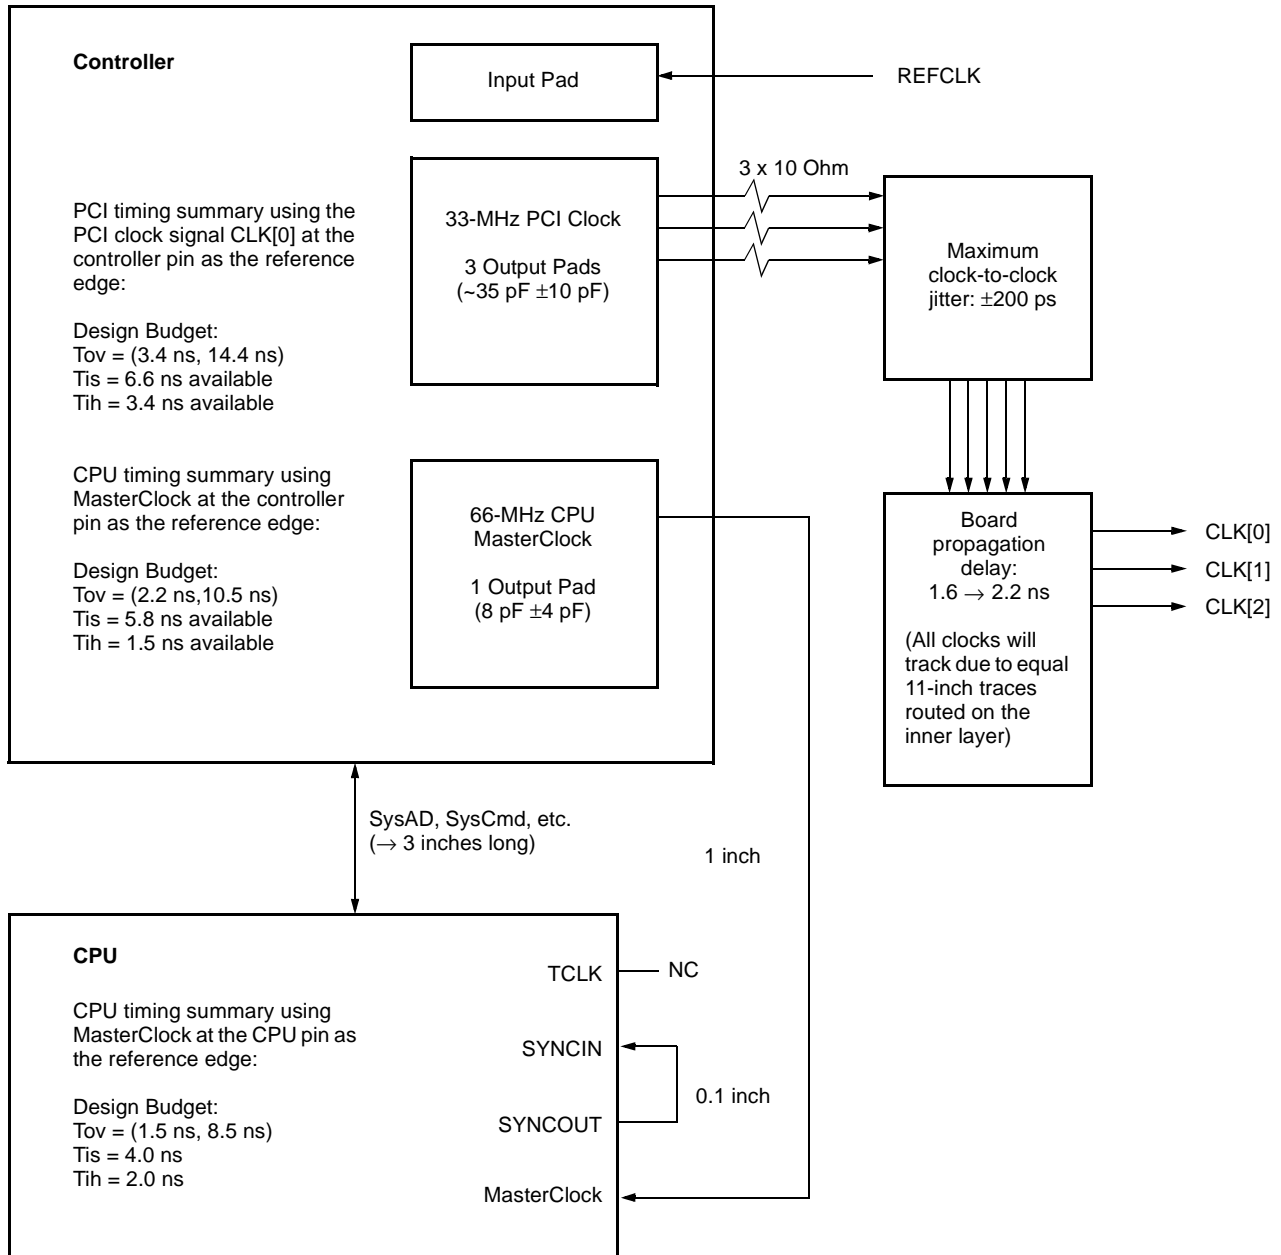 Controller
Input Pad
REFCLK
3 x 10 Ohm
PCI timing summary using the
PCI clock signal CLK[0] at the
controller pin as the reference
edge:
Design Budget:
Tov = (3.4 ns, 14.4 ns)
Tis = 6.6 ns available
Tih = 3.4 ns available
33-MHz PCI Clock
3 Output Pads
(~35 pF ±10 pF)
Maximum
clock-to-clock
jitter: ±200 ps
CPU timing summary using
MasterClock at the controller
pin as the reference edge:
Design Budget:
Tov = (2.2 ns,10.5 ns)
Tis = 5.8 ns available
Tih = 1.5 ns available
66-MHz CPU
MasterClock
1 Output Pad
(8 pF ±4 pF)
Board
propagation
delay:
1.6 → 2.2 ns
(All clocks will
track due to equal
11-inch traces
routed on the
inner layer)
CLK[0]
CLK[1]
CLK[2]
SysAD, SysCmd, etc.
(→ 3 inches long)
1 inch
CPU
CPU timing summary using
MasterClock at the CPU pin as
the reference edge:
Design Budget:
Tov = (1.5 ns, 8.5 ns)
Tis = 4.0 ns
Tih = 2.0 ns
TCLK
NC
SYNCIN
0.1 inch
SYNCOUT
MasterClock